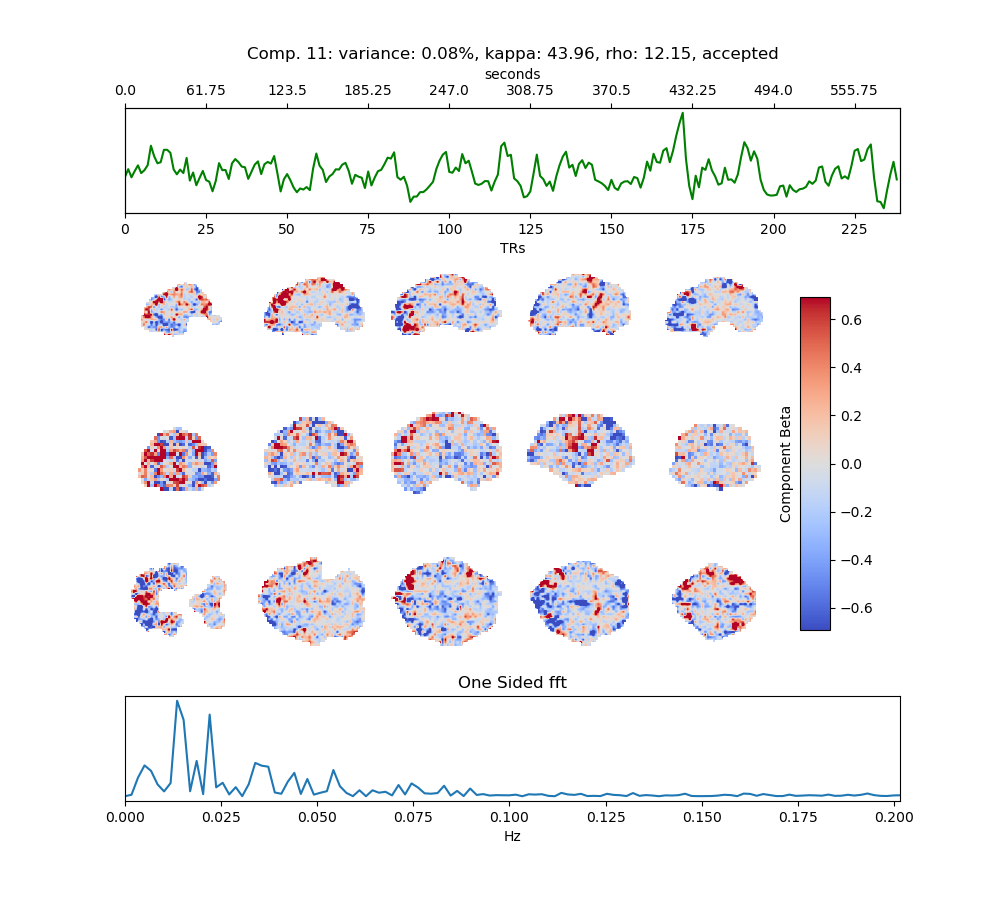 Comp. 11: variance: 0.08%, kappa: 43.96, rho: 12.15, accepted
seconds
0.0 61.75 123.5 185.25 247.0 308.75 370.5 432.25 494.0 555.75
0 25 50 75 100 125 150 175 200 225
TRs
0.6
0.4
0.2
0.0
−0.2
−0.4
−0.6
Component Beta
One Sided fft
0.000 0.025 0.050 0.075 0.100 0.125 0.150 0.175 0.200
Hz